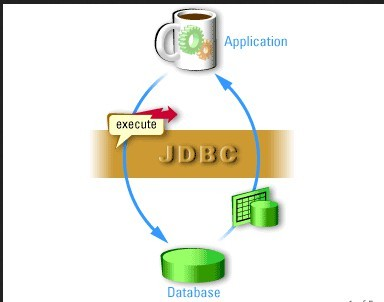 Application
execute
JDBC
Database